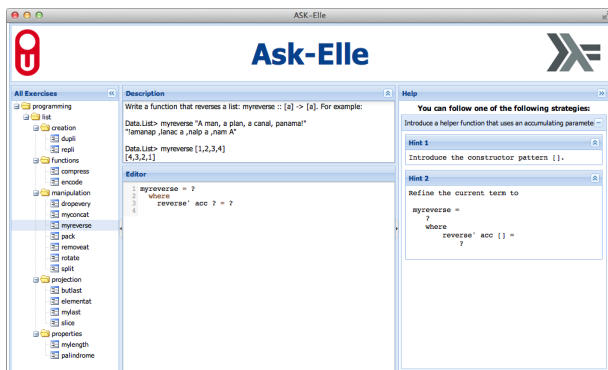 ASK-Elle
Ask-Elle
All Exercises
programming
list
creation
dupli
repli
functions
compress
encode
manipulation
dropevery
myconcat
myreverse
pack
removeat
rotate
split
projection
butlast
elementat
mylast
slice
properties
mylength
palindrome
Description
Write a function that reverses a list: myreverse :: [a] -> [a]. For example:
Data.List> myreverse "A man, a plan, a canal, panama!"
"!amanap ,lanac a ,nalp a ,nam A"
Data.List> myreverse [1,2,3,4]
[4,3,2,1]
Editor
1 myreverse = ?
2 where
3 reverse' acc ? = ?
4
Help
You can follow one of the following strategies:
Introduce a helper function that uses an accumulating paramete
Hint 1
Introduce the constructor pattern [].
Hint 2
Refine the current term to
myreverse =
?
where
reverse' acc [] =
?